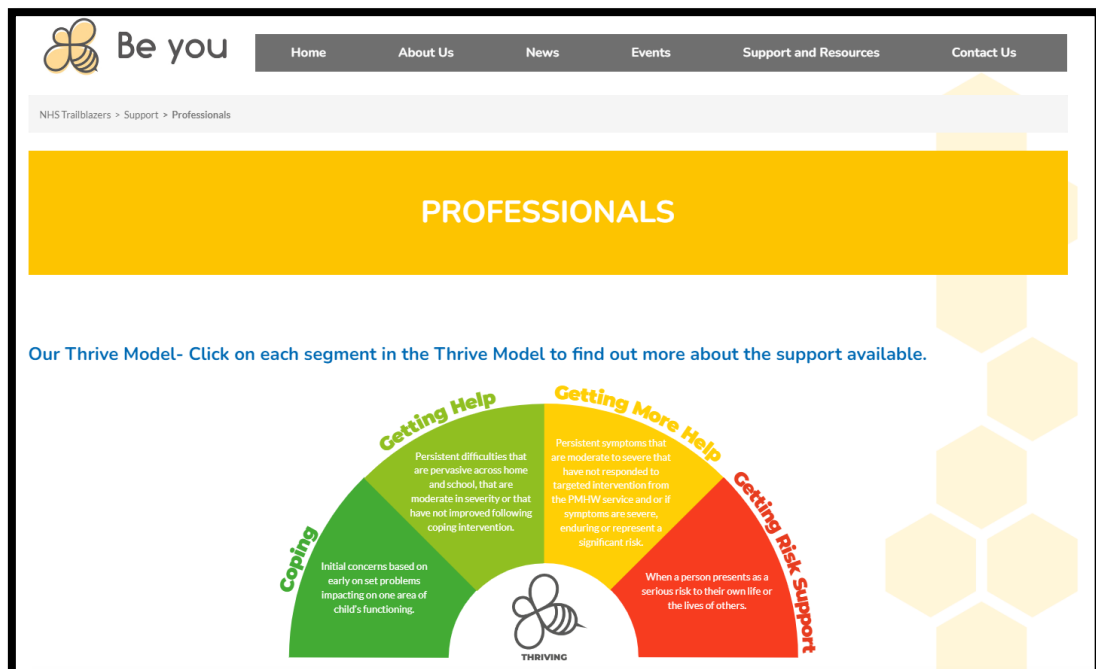 Be you
Home About Us News Events Support and Resources Contact Us
NHS Trailblazers > Support > Professionals
PROFESSIONALS
Our Thrive Model- Click on each segment in the Thrive Model to find out more about the support available.
Coping
Initial concerns based on
early on set problems
impacting on one area of
child's functioning.
Getting Help
Persistent difficulties that
are pervasive across home
and school, that are
moderate in severity or that
have not improved following
coping intervention.
Getting More Help
Persistent symptoms that
are moderate to severe that
have not responded to
targeted intervention from
the PMHW service and or if
symptoms are severe,
enduring or represent a
significant risk.
Getting Risk Support
When a person presents as a
serious risk to their own life or
the lives of others.
THRIVING